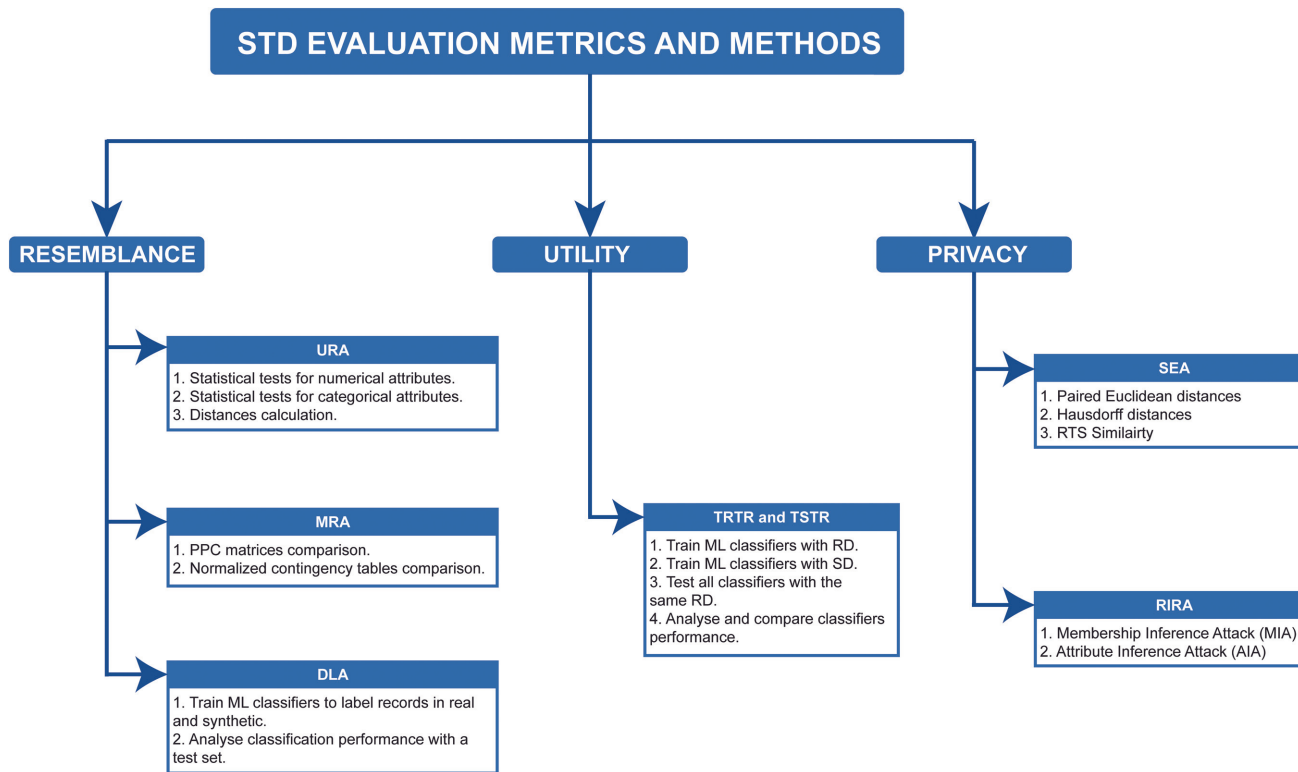 STD EVALUATION METRICS AND METHODS
RESEMBLANCE
URA
1. Statistical tests for numerical attributes.
2. Statistical tests for categorical attributes.
3. Distances calculation.
MRA
1. PPC matrices comparison.
2. Normalized contingency tables comparison.
DLA
1. Train ML classifiers to label records in real
and synthetic.
2. Analyse classification performance with a
test set.
UTILITY
TRTR and TSTR
1. Train ML classifiers with RD.
2. Train ML classifiers with SD.
3. Test all classifiers with the
same RD.
4. Analyse and compare classifiers
performance.
PRIVACY
SEA
1. Paired Euclidean distances
2. Hausdorff distances
3. RTS Similairty
RIRA
1. Membership Inference Attack (MIA)
2. Attribute Inference Attack (AIA)